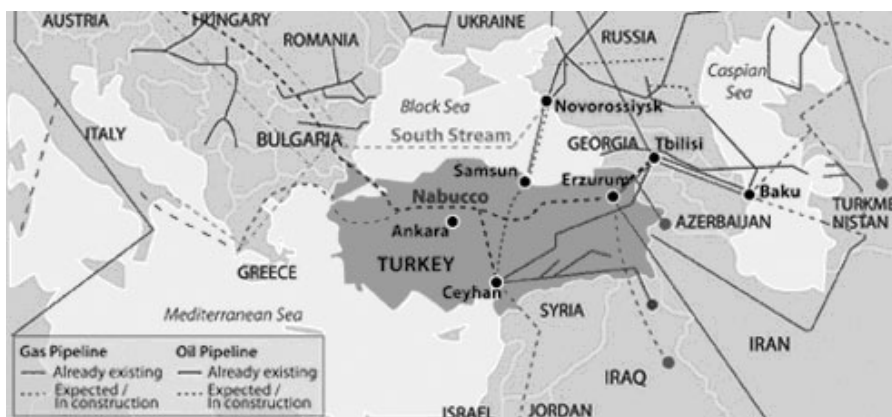 AUSTRIA
HUNGARY
ROMANIA
UKRAINE
RUSSIA
Caspian
Sea
Black Sea
Novorossiysk
ITALY
BULGARIA
South Stream
GEORGIA
Tbilisi
Samsun
Erzurum
Nabucco
Baku
TURKME
NISTAN
Ankara
AZERBAIJAN
TURKEY
GREECE
Ceyhan
Mediterranean Sea
SYRIA
IRAN
IRAQ
Gas Pipeline
Already existing
Expected /
In construction
Oil Pipeline
Already existing
Expected /
In construction
ISRAEL
JORDAN